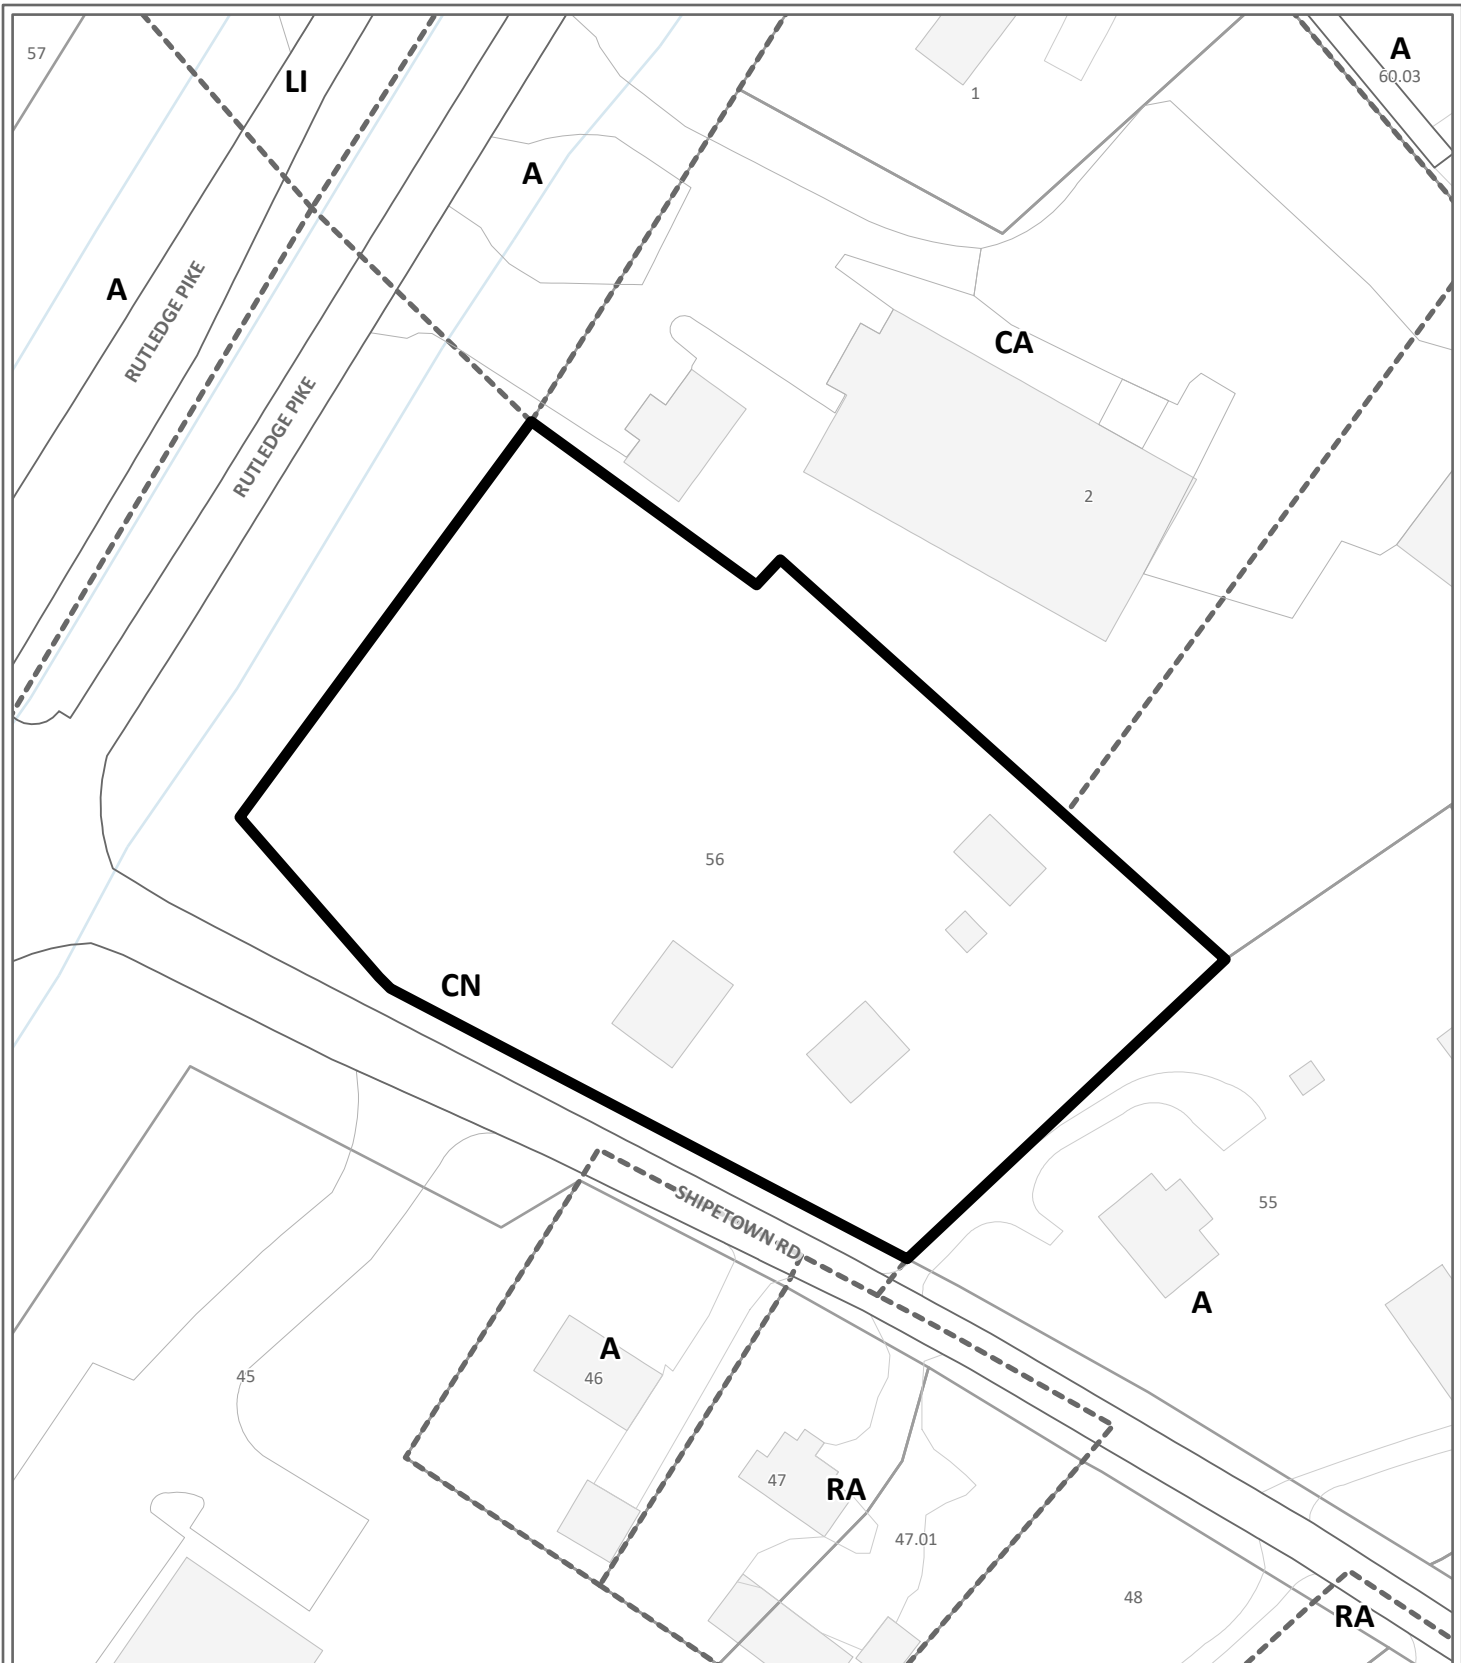 57
LI
A
60.03
1
A
A
RUTLEDGE PIKE
CA
RUTLEDGE PIKE
2
56
CN
SHIPETOWN RD
55
A
A
46
45
47
RA
47.01
48
RA